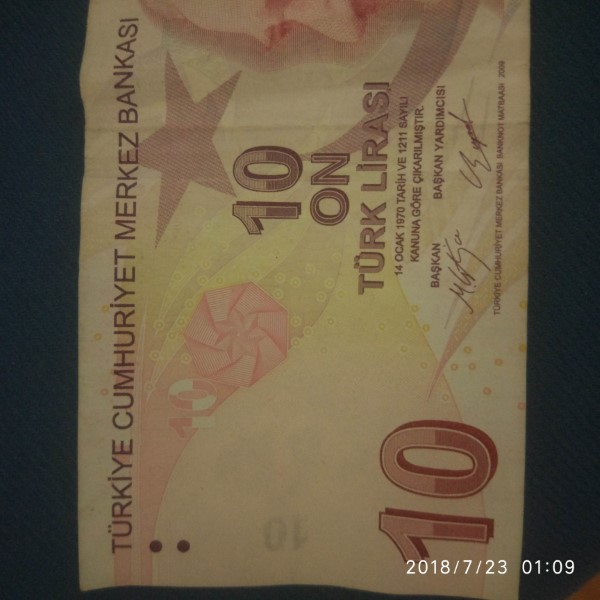 TÜRKİYE CUMHURİYET MERKEZ BANKASI
10
ON
TÜRK LİRASI
14 OCAK 1970 TARİH VE 1211 SAYILI
KANUNA GÖRE ÇIKARILMIŞTIR.
BAŞKAN
BAŞKAN YARDIMCISI
TÜRKİYE CUMHURİYET MERKEZ BANKASI BANKNOT MATBAASI 2009
10
10
10
2018/7/23 01:09